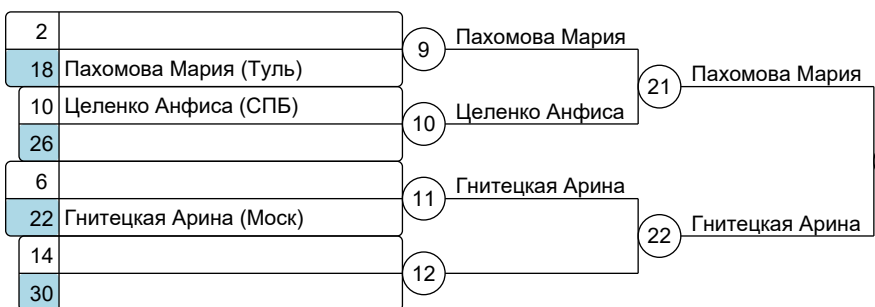 2
18 Пахомова Мария (Туль)
9 Пахомова Мария
10 Целенко Анфиса (СПБ)
26
10 Целенко Анфиса
21 Пахомова Мария
6
22 Гнитецкая Арина (Моск)
11 Гнитецкая Арина
14
30
12
22 Гнитецкая Арина